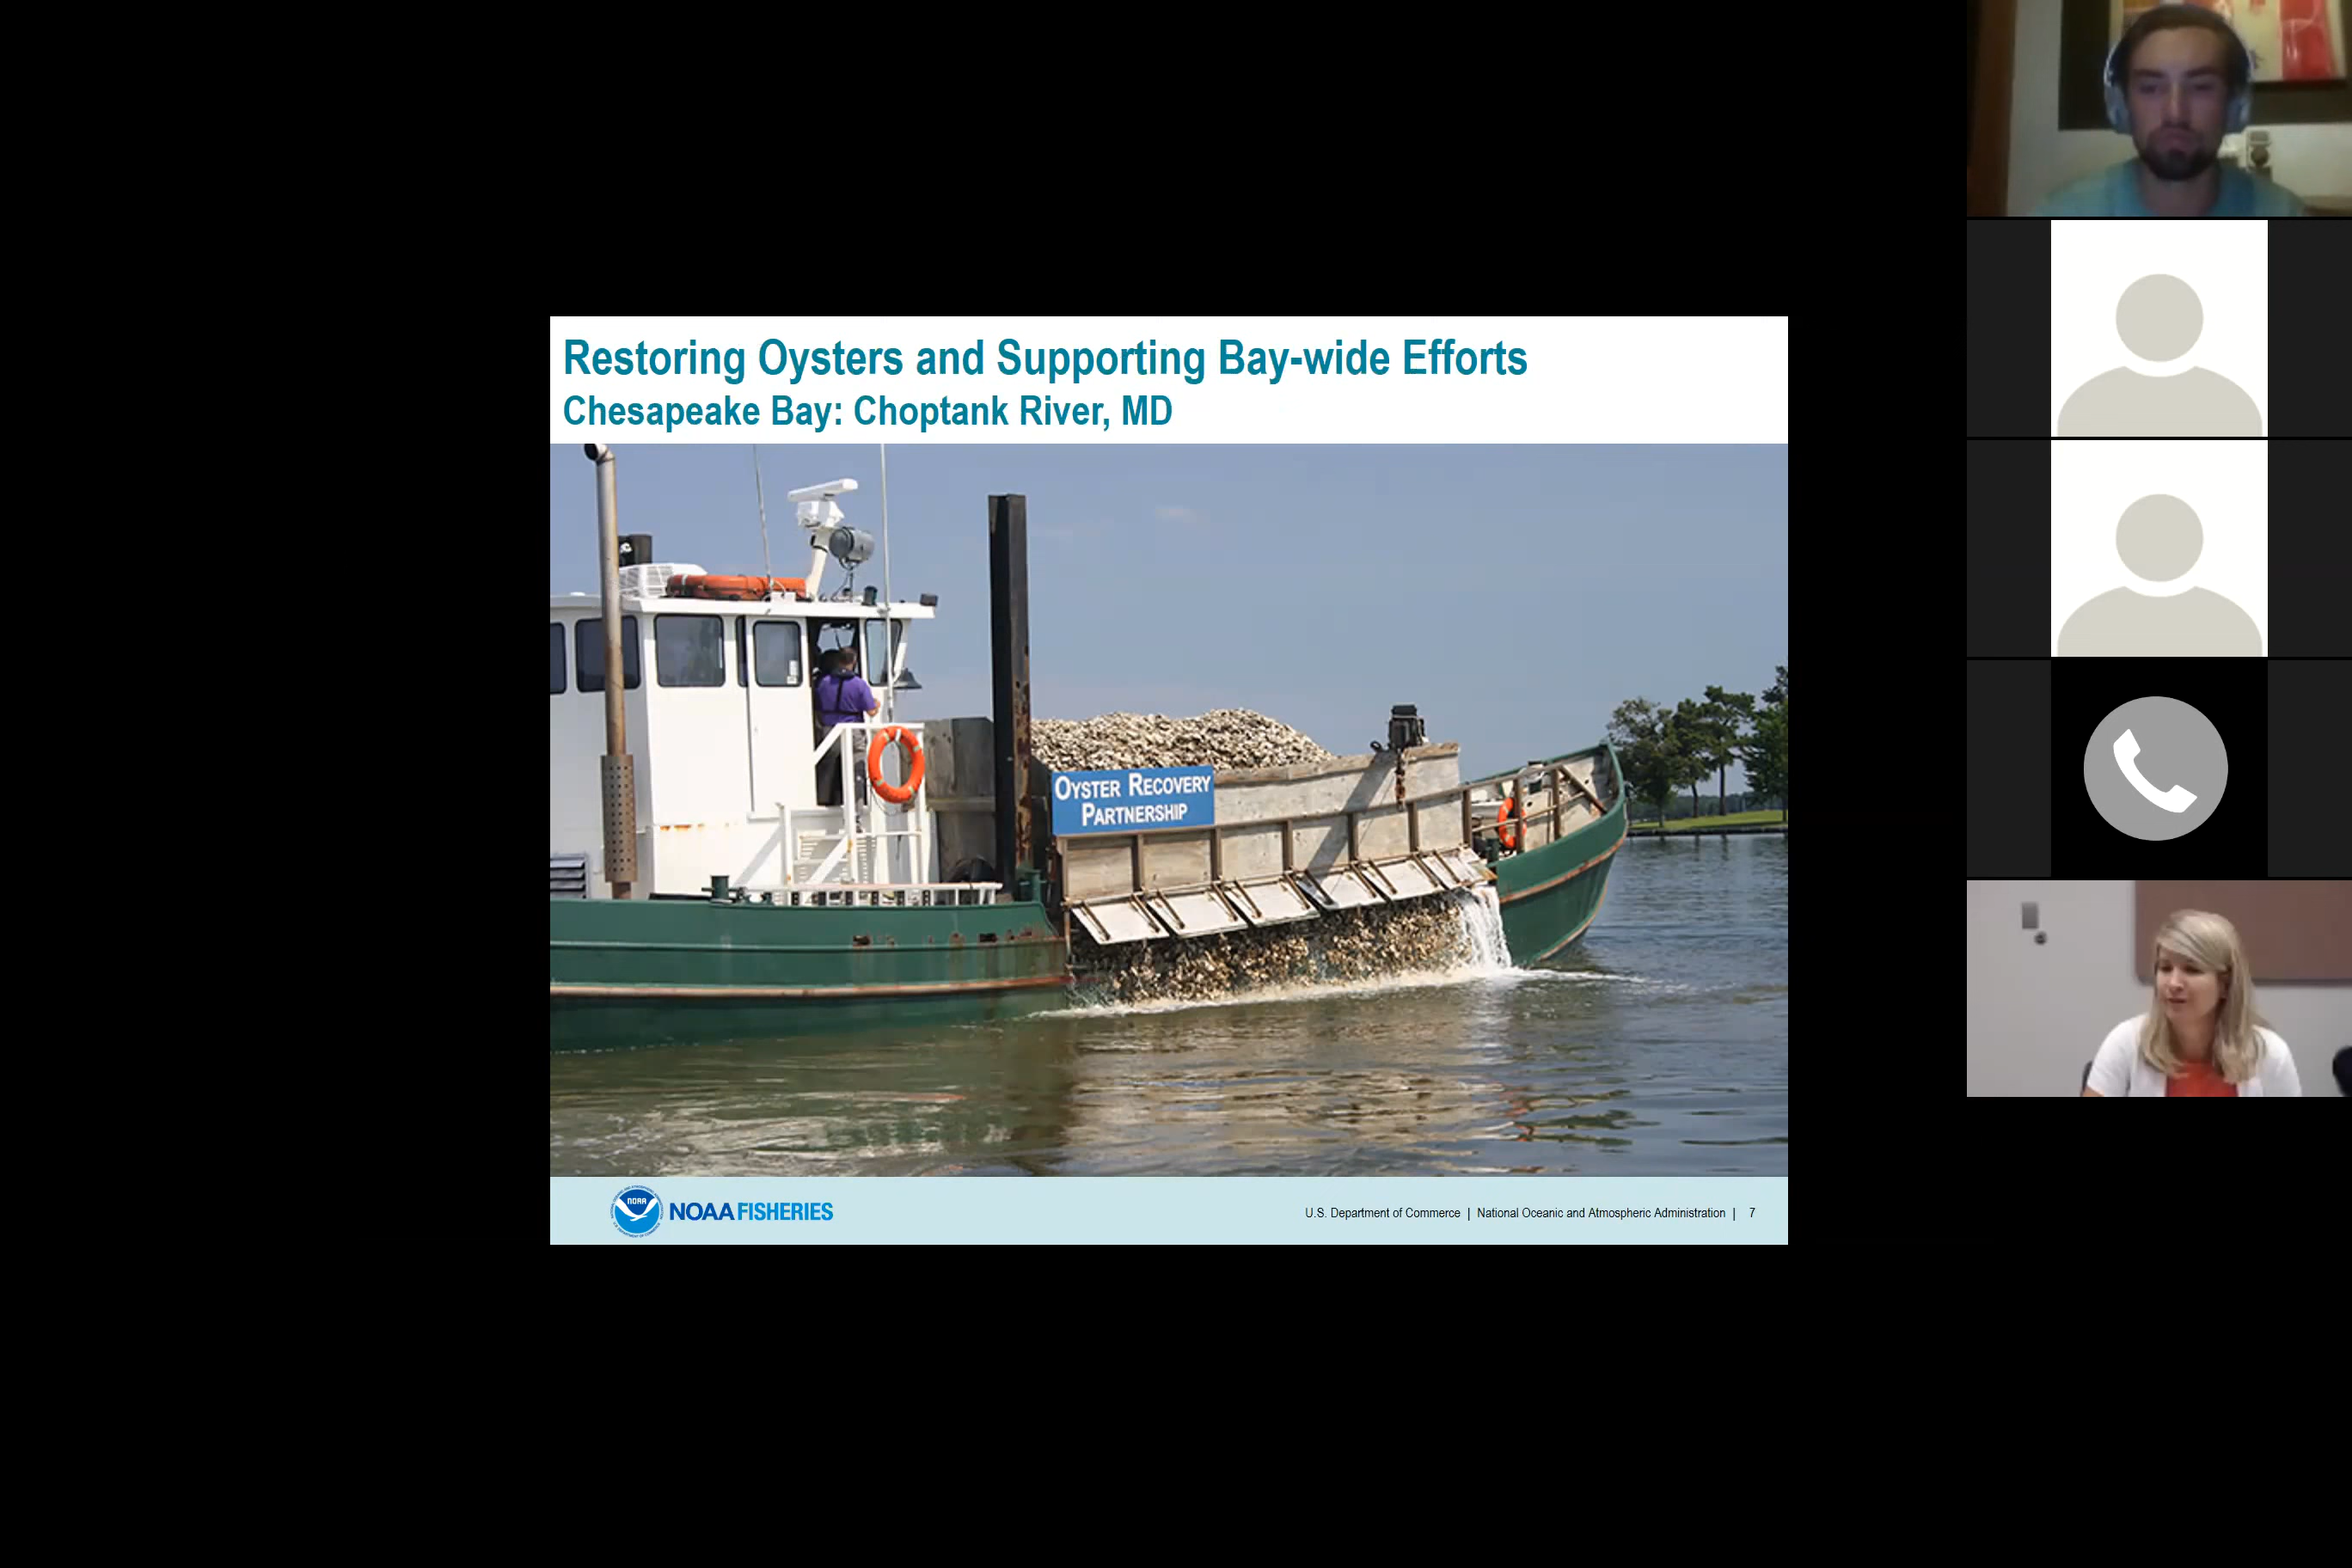 Restoring Oysters and Supporting Bay-wide Efforts
Chesapeake Bay: Choptank River, MD
OYSTER RECOVERY
PARTNERSHIP
NOAA
NOAA FISHERIES
U.S. Department of Commerce | National Oceanic and Atmospheric Administration | 7